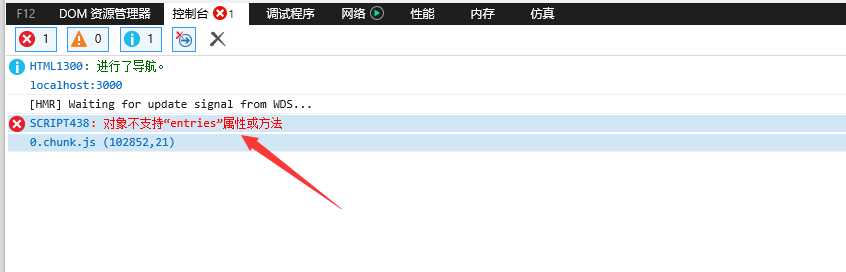 F12 DOM 资源管理器 控制台 1 调试程序 网络 性能 内存 仿真
1 0 1
HTML1300: 进行了导航。
localhost:3000
[HMR] Waiting for update signal from WDS...
SCRIPT438: 对象不支持“entries”属性或方法
0.chunk.js (102852,21)